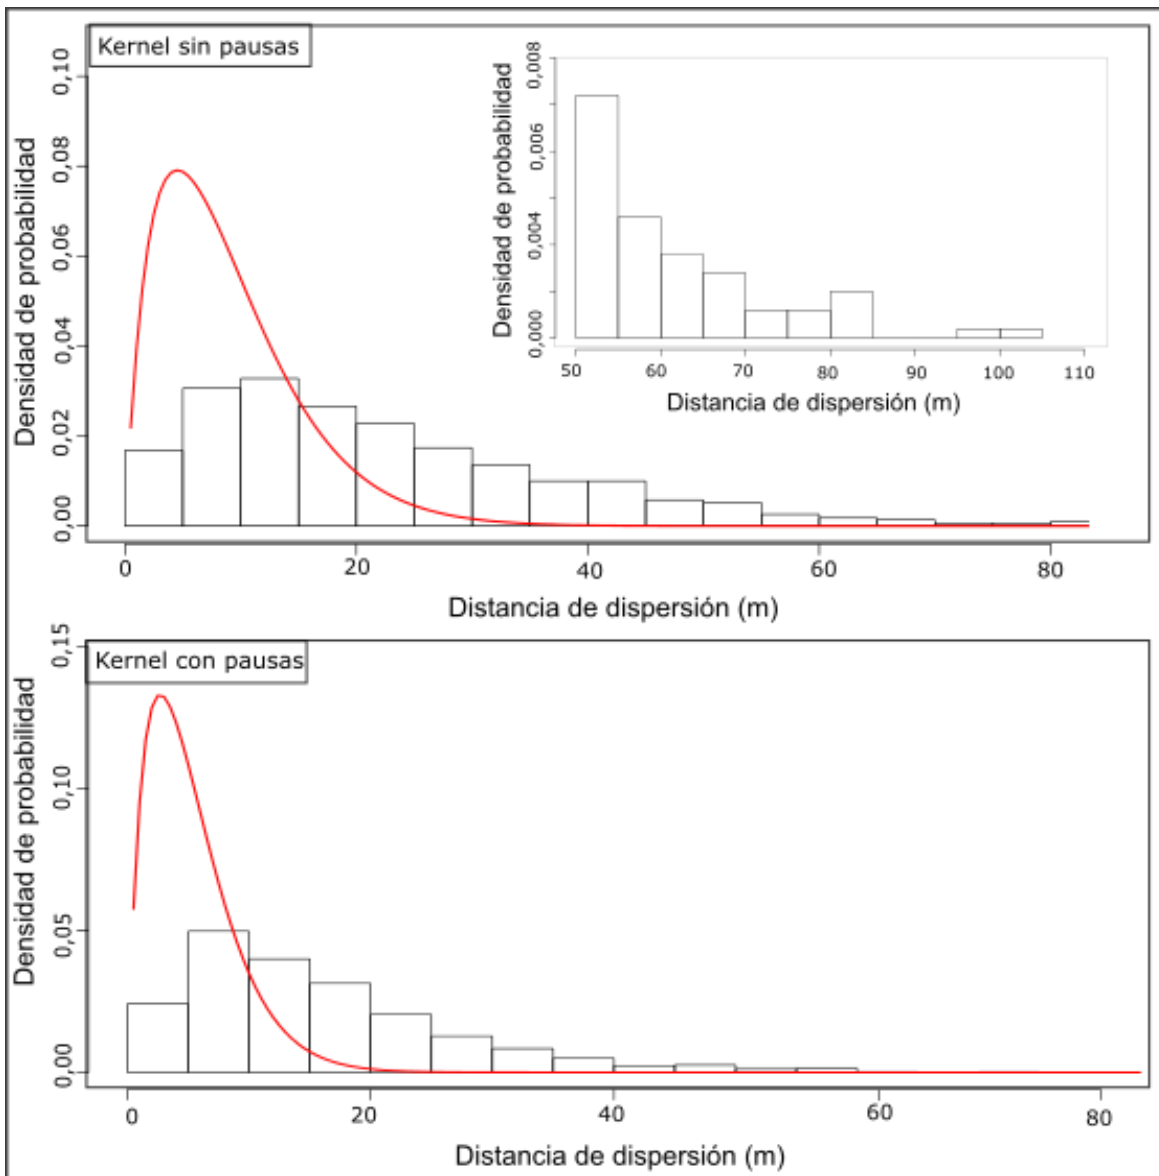 Kernel sin pausas
Densidad de probabilidad
0,00 0,02 0,04 0,06 0,08 0,10
0 20 40 60 80
Distancia de dispersión (m)
Densidad de probabilidad
0,000 0,004 0,006 0,008
50 60 70 80 90 100 110
Distancia de dispersión (m)
Kernel con pausas
Densidad de probabilidad
0,00 0,05 0,10 0,15
0 20 40 60 80
Distancia de dispersión (m)